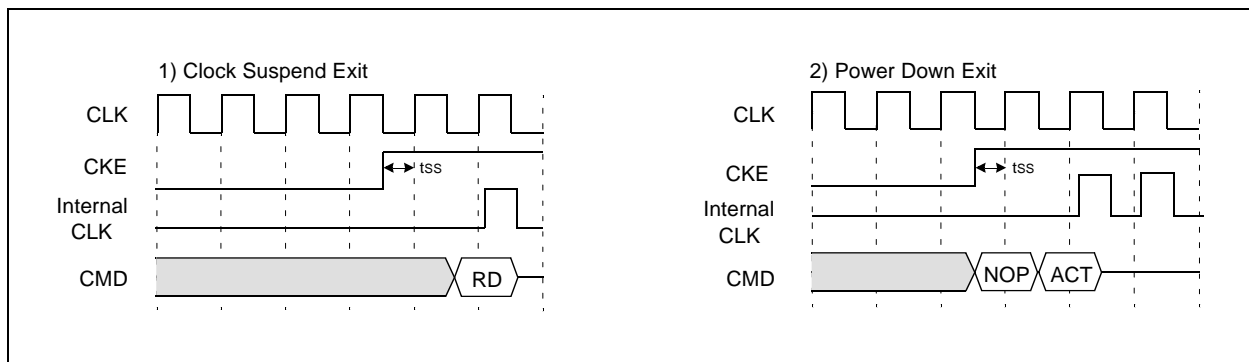 1) Clock Suspend Exit
CLK
CKE
tSS
Internal
CLK
CMD
RD
2) Power Down Exit
CLK
CKE
tSS
Internal
CLK
CMD
NOP
ACT